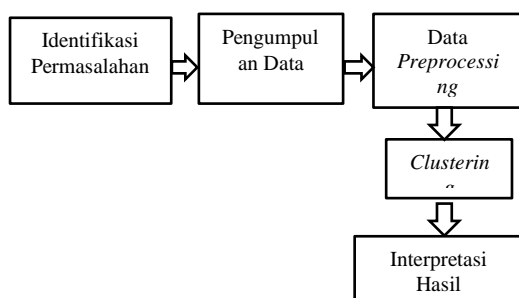 Identifikasi
Permasalahan
Pengumpul
an Data
Data
Preprocessi
ng
Clusterin
g
Interpretasi
Hasil